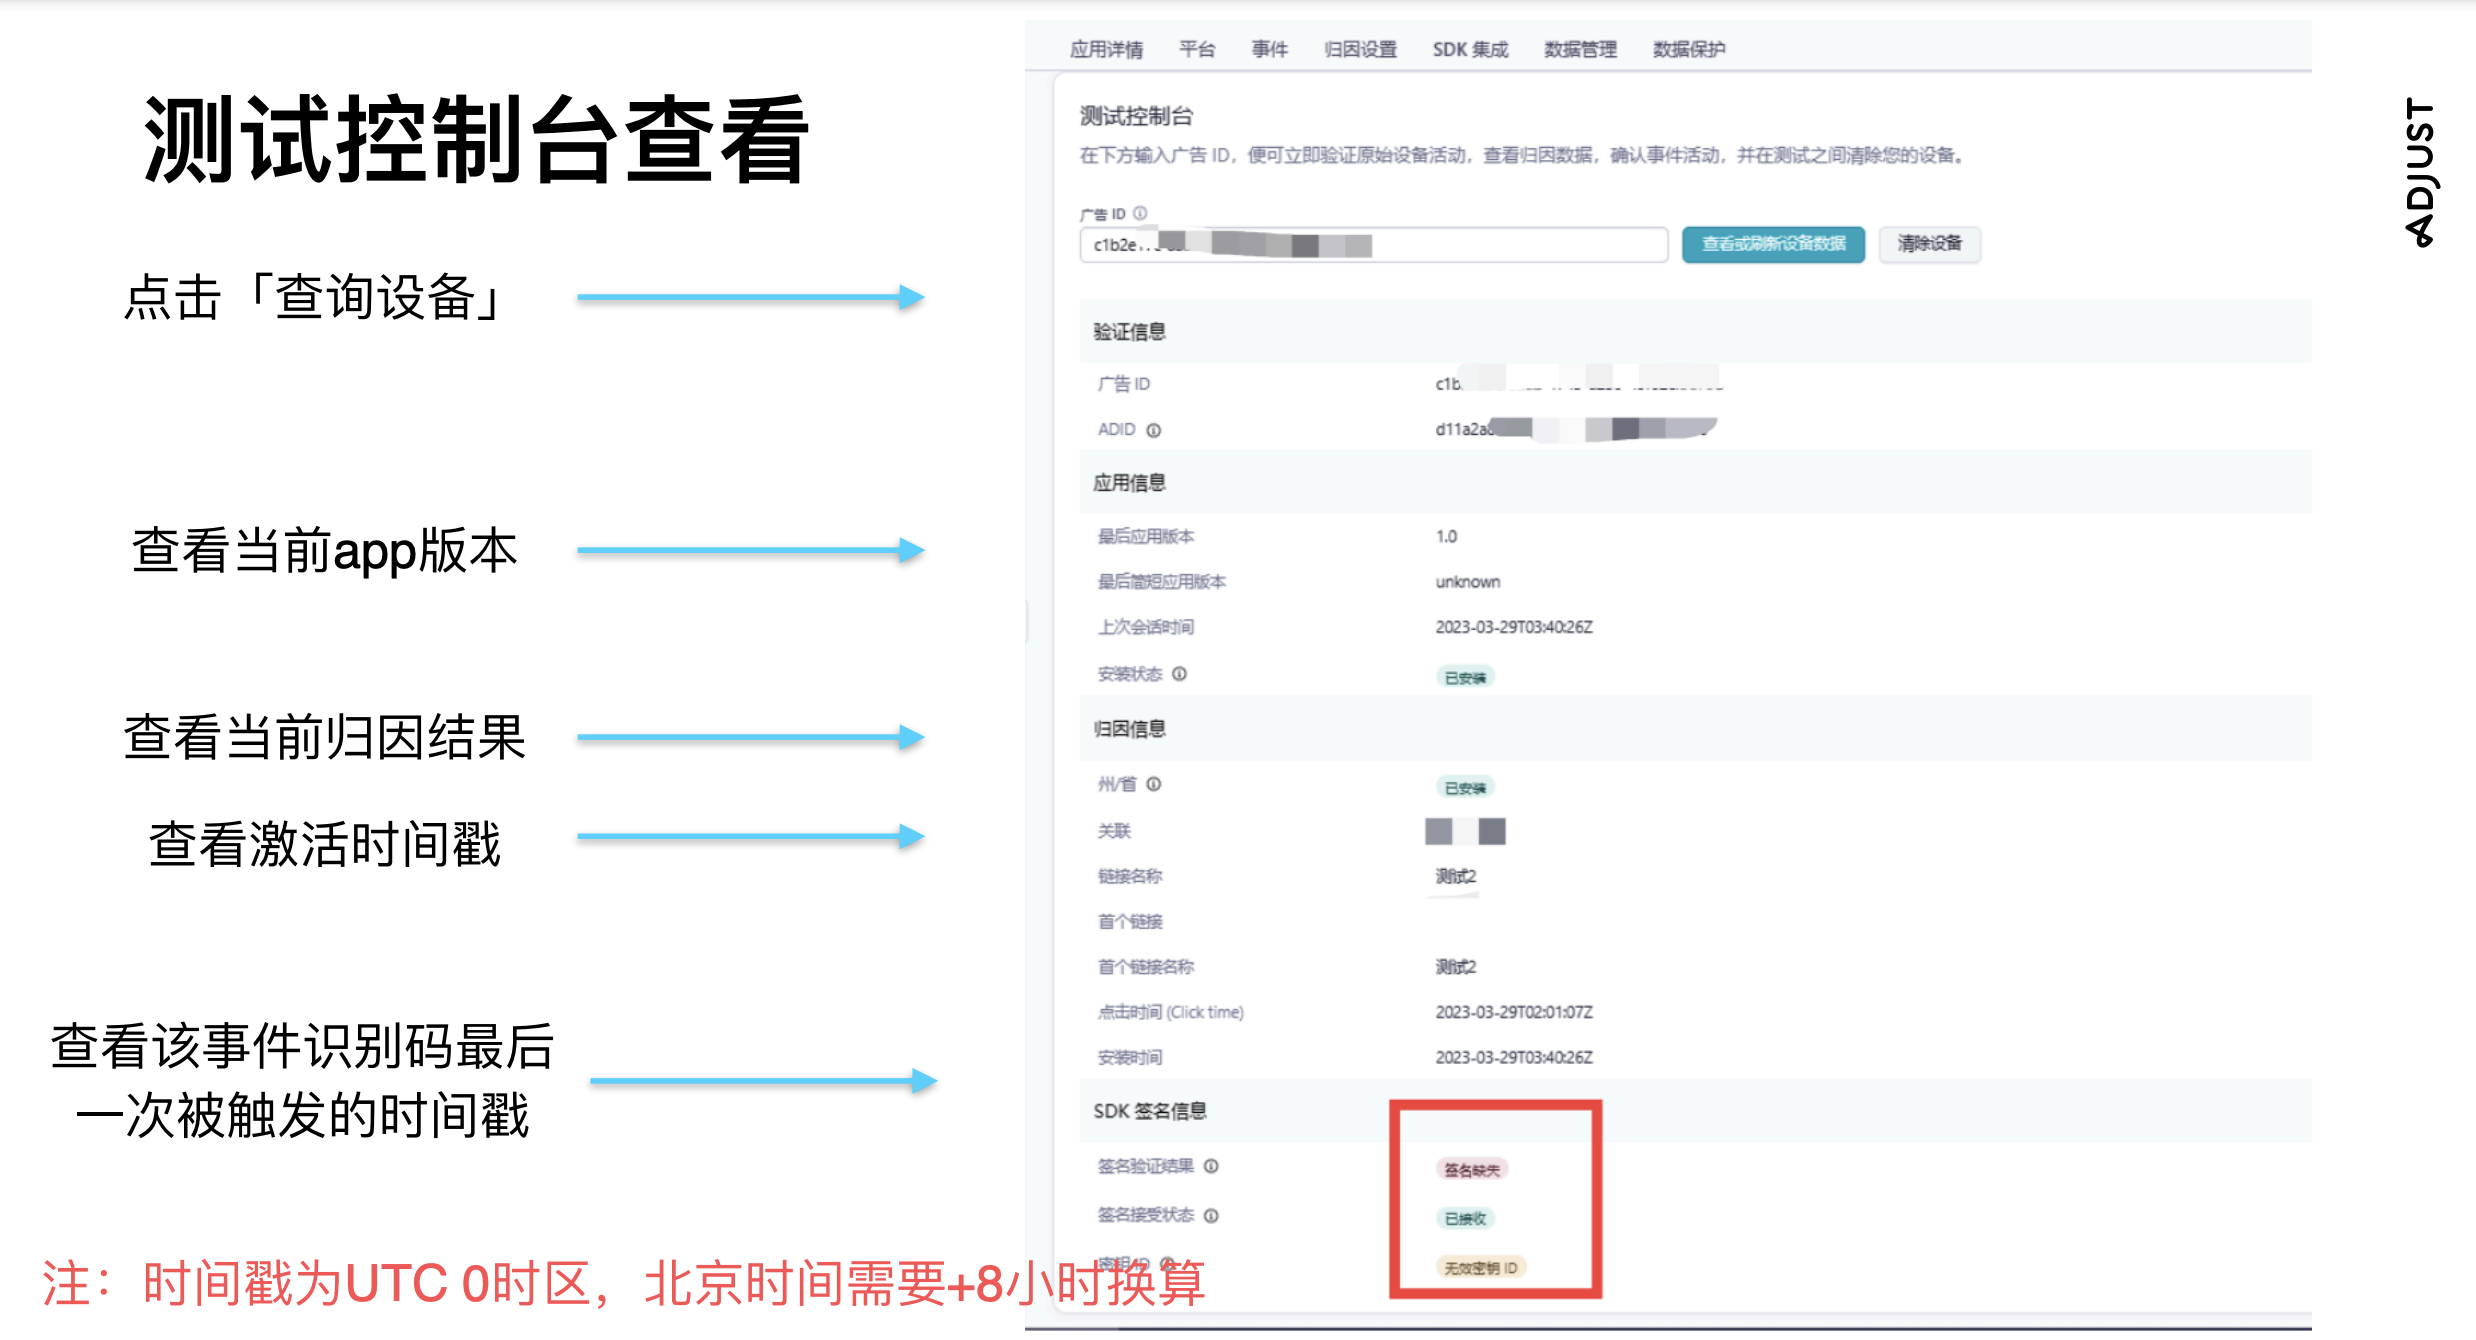 测试控制台查看
点击「查询设备」
查看当前app版本
查看当前归因结果
查看激活时间戳
查看该事件识别码最后
一次被触发的时间戳
注：时间戳为UTC 0时区，北京时间需要+8小时换算
应用详情 平台 事件 归因设置 SDK 集成 数据管理 数据保护
测试控制台
在下方输入广告 ID，便可立即验证原始设备活动，查看归因数据，确认事件活动，并在测试之间清除您的设备。
广告 ID
c1b2e
查看或刷新设备数据 清除设备
验证信息
广告 ID c1b
ADID d11a2a
应用信息
最后应用版本 1.0
最后简短应用版本 unknown
上次会话时间 2023-03-29T03:40:26Z
安装状态 已安装
归因信息
州/省 已安装
关联
链接名称 测试2
首个链接
首个链接名称 测试2
点击时间 (Click time) 2023-03-29T02:01:07Z
安装时间 2023-03-29T03:40:26Z
SDK 签名信息
签名验证结果 签名缺失
签名接受状态 已接收
密钥 ID 无效密钥 ID
ADJUST